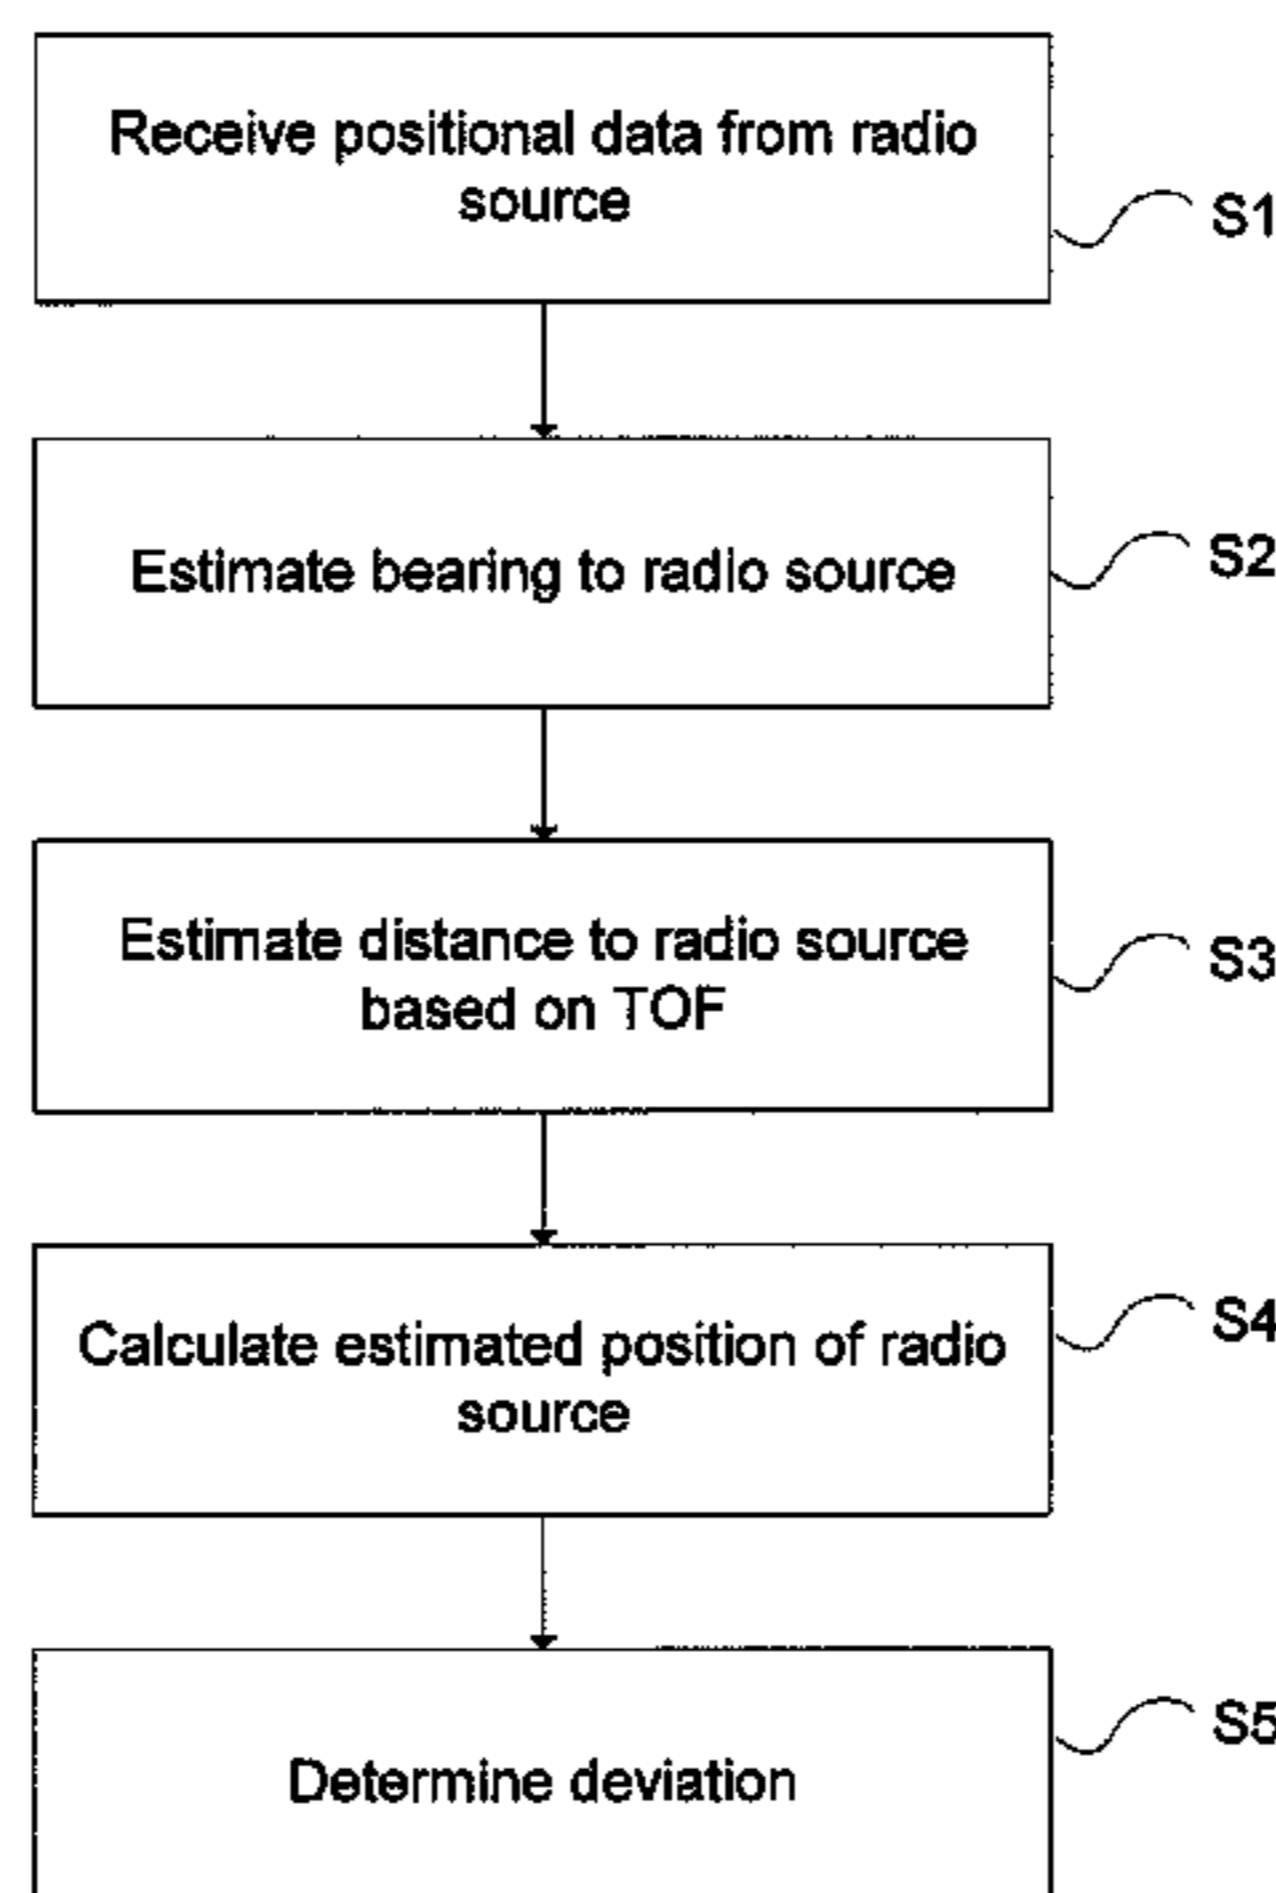 Receive positional data from radio
source
S1
Estimate bearing to radio source
S2
Estimate distance to radio source
based on TOF
S3
Calculate estimated position of radio
source
S4
Determine deviation
S5